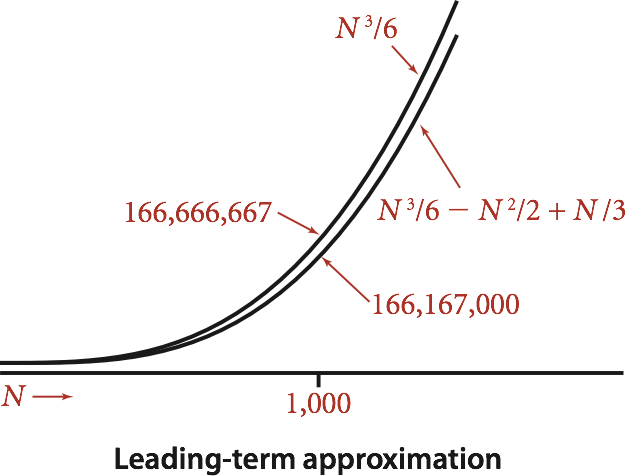 N³/6
166,666,667
N³/6 − N²/2 + N/3
166,167,000
N →
1,000
Leading-term approximation